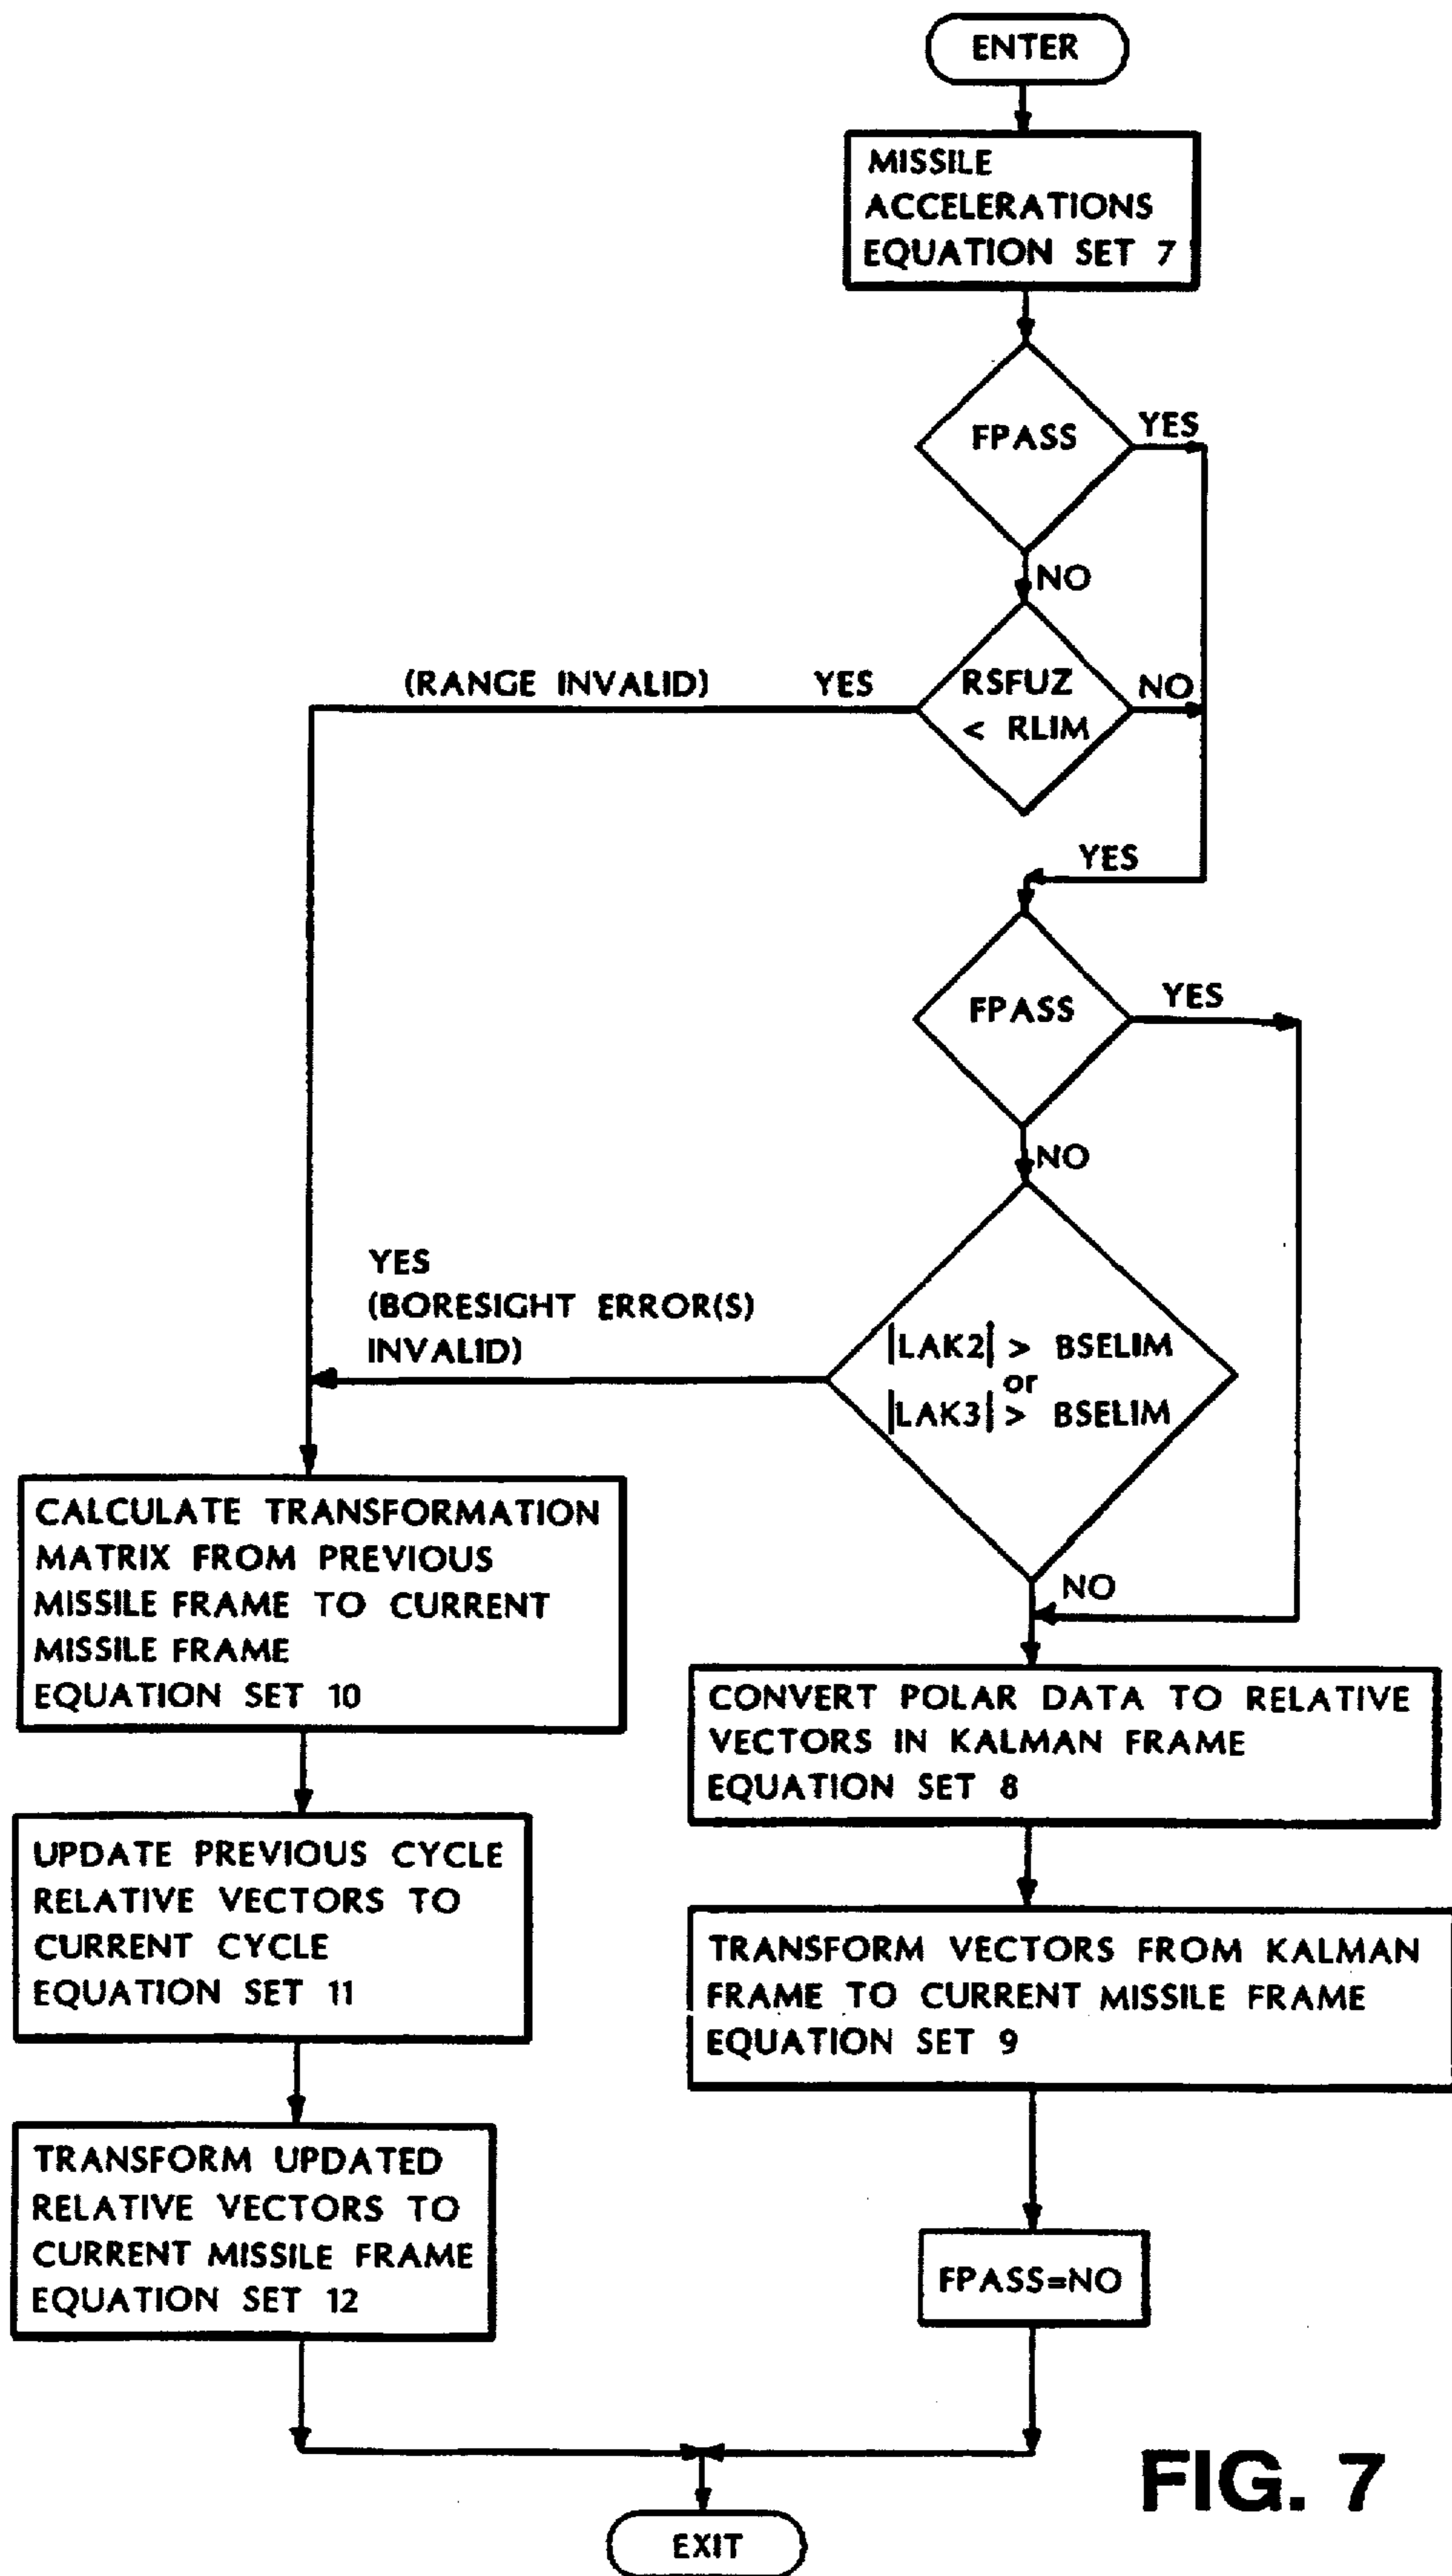 ENTER
MISSILE
ACCELERATIONS
EQUATION SET 7
FPASS
YES
NO
(RANGE INVALID)
YES
RSFUZ
< RLIM
NO
YES
FPASS
YES
NO
YES
(BORESIGHT ERROR(S)
INVALID)
|LAK2| > BSELIM
or
|LAK3| > BSELIM
NO
CALCULATE TRANSFORMATION
MATRIX FROM PREVIOUS
MISSILE FRAME TO CURRENT
MISSILE FRAME
EQUATION SET 10
CONVERT POLAR DATA TO RELATIVE
VECTORS IN KALMAN FRAME
EQUATION SET 8
UPDATE PREVIOUS CYCLE
RELATIVE VECTORS TO
CURRENT CYCLE
EQUATION SET 11
TRANSFORM VECTORS FROM KALMAN
FRAME TO CURRENT MISSILE FRAME
EQUATION SET 9
TRANSFORM UPDATED
RELATIVE VECTORS TO
CURRENT MISSILE FRAME
EQUATION SET 12
FPASS=NO
EXIT
FIG. 7